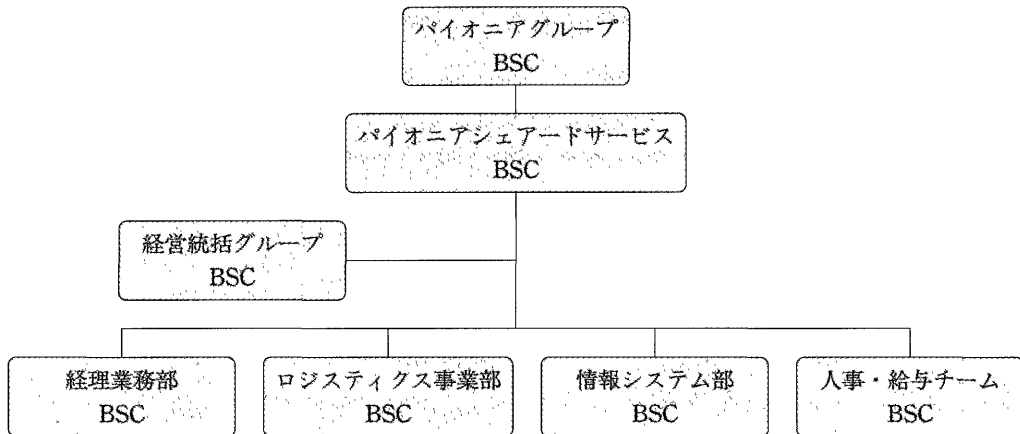 パイオニアグループ
BSC
パイオニアシェアードサービス
BSC
経営統括グループ
BSC
経理業務部
BSC
ロジスティクス事業部
BSC
情報システム部
BSC
人事・給与チーム
BSC